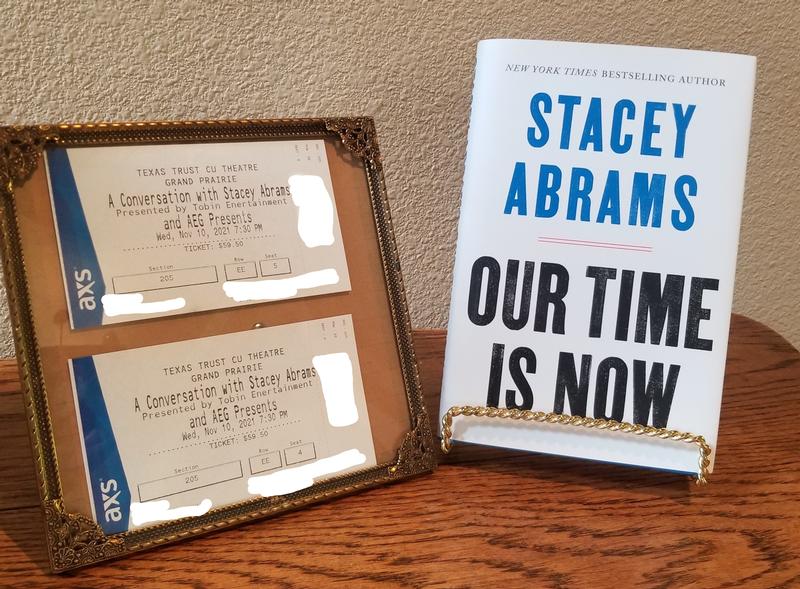 TEXAS TRUST CU THEATRE
GRAND PRAIRIE
A Conversation with Stacey Abrams
Presented by Tobin Enertainment
and AEG Presents
Wed, Nov 10, 2021 7:30 PM
TICKET: $59.50
Section Row Seat
205 EE 5
axs
TEXAS TRUST CU THEATRE
GRAND PRAIRIE
A Conversation with Stacey Abrams
Presented by Tobin Enertainment
and AEG Presents
Wed, Nov 10, 2021 7:30 PM
TICKET: $59.50
Section Row Seat
205 EE 4
axs
NEW YORK TIMES BESTSELLING AUTHOR
STACEY
ABRAMS
OUR TIME
IS NOW